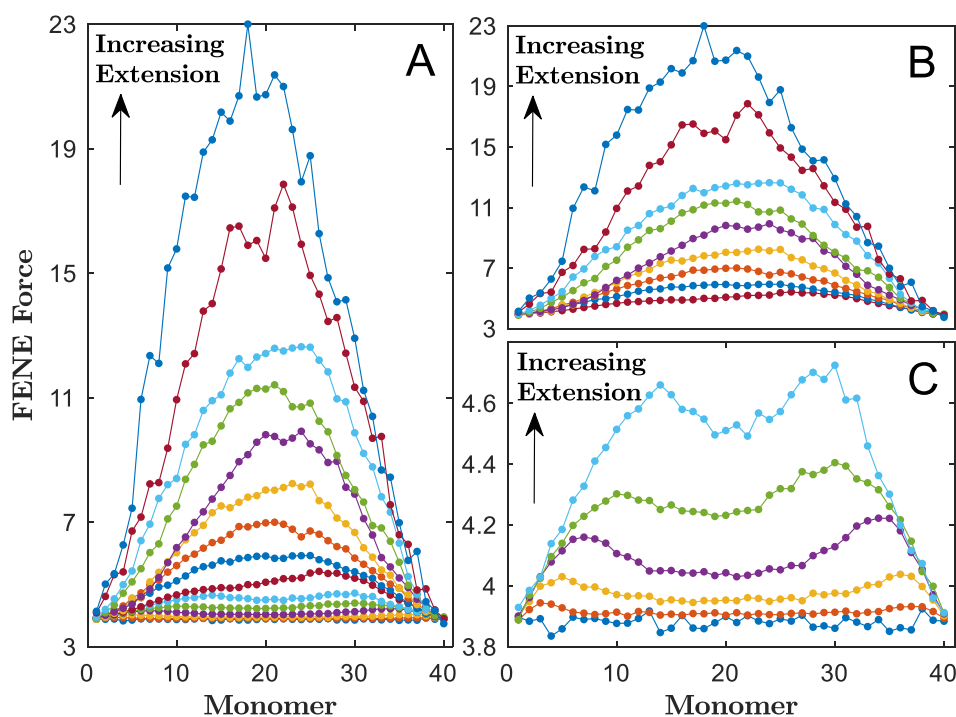 23
Increasing
Extension
A
19
15
11
7
3
0
10
20
30
40
FENE Force
Monomer
23
Increasing
Extension
B
19
15
11
7
3
Increasing
Extension
C
4.6
4.4
4.2
4
3.8
0
10
20
30
40
Monomer